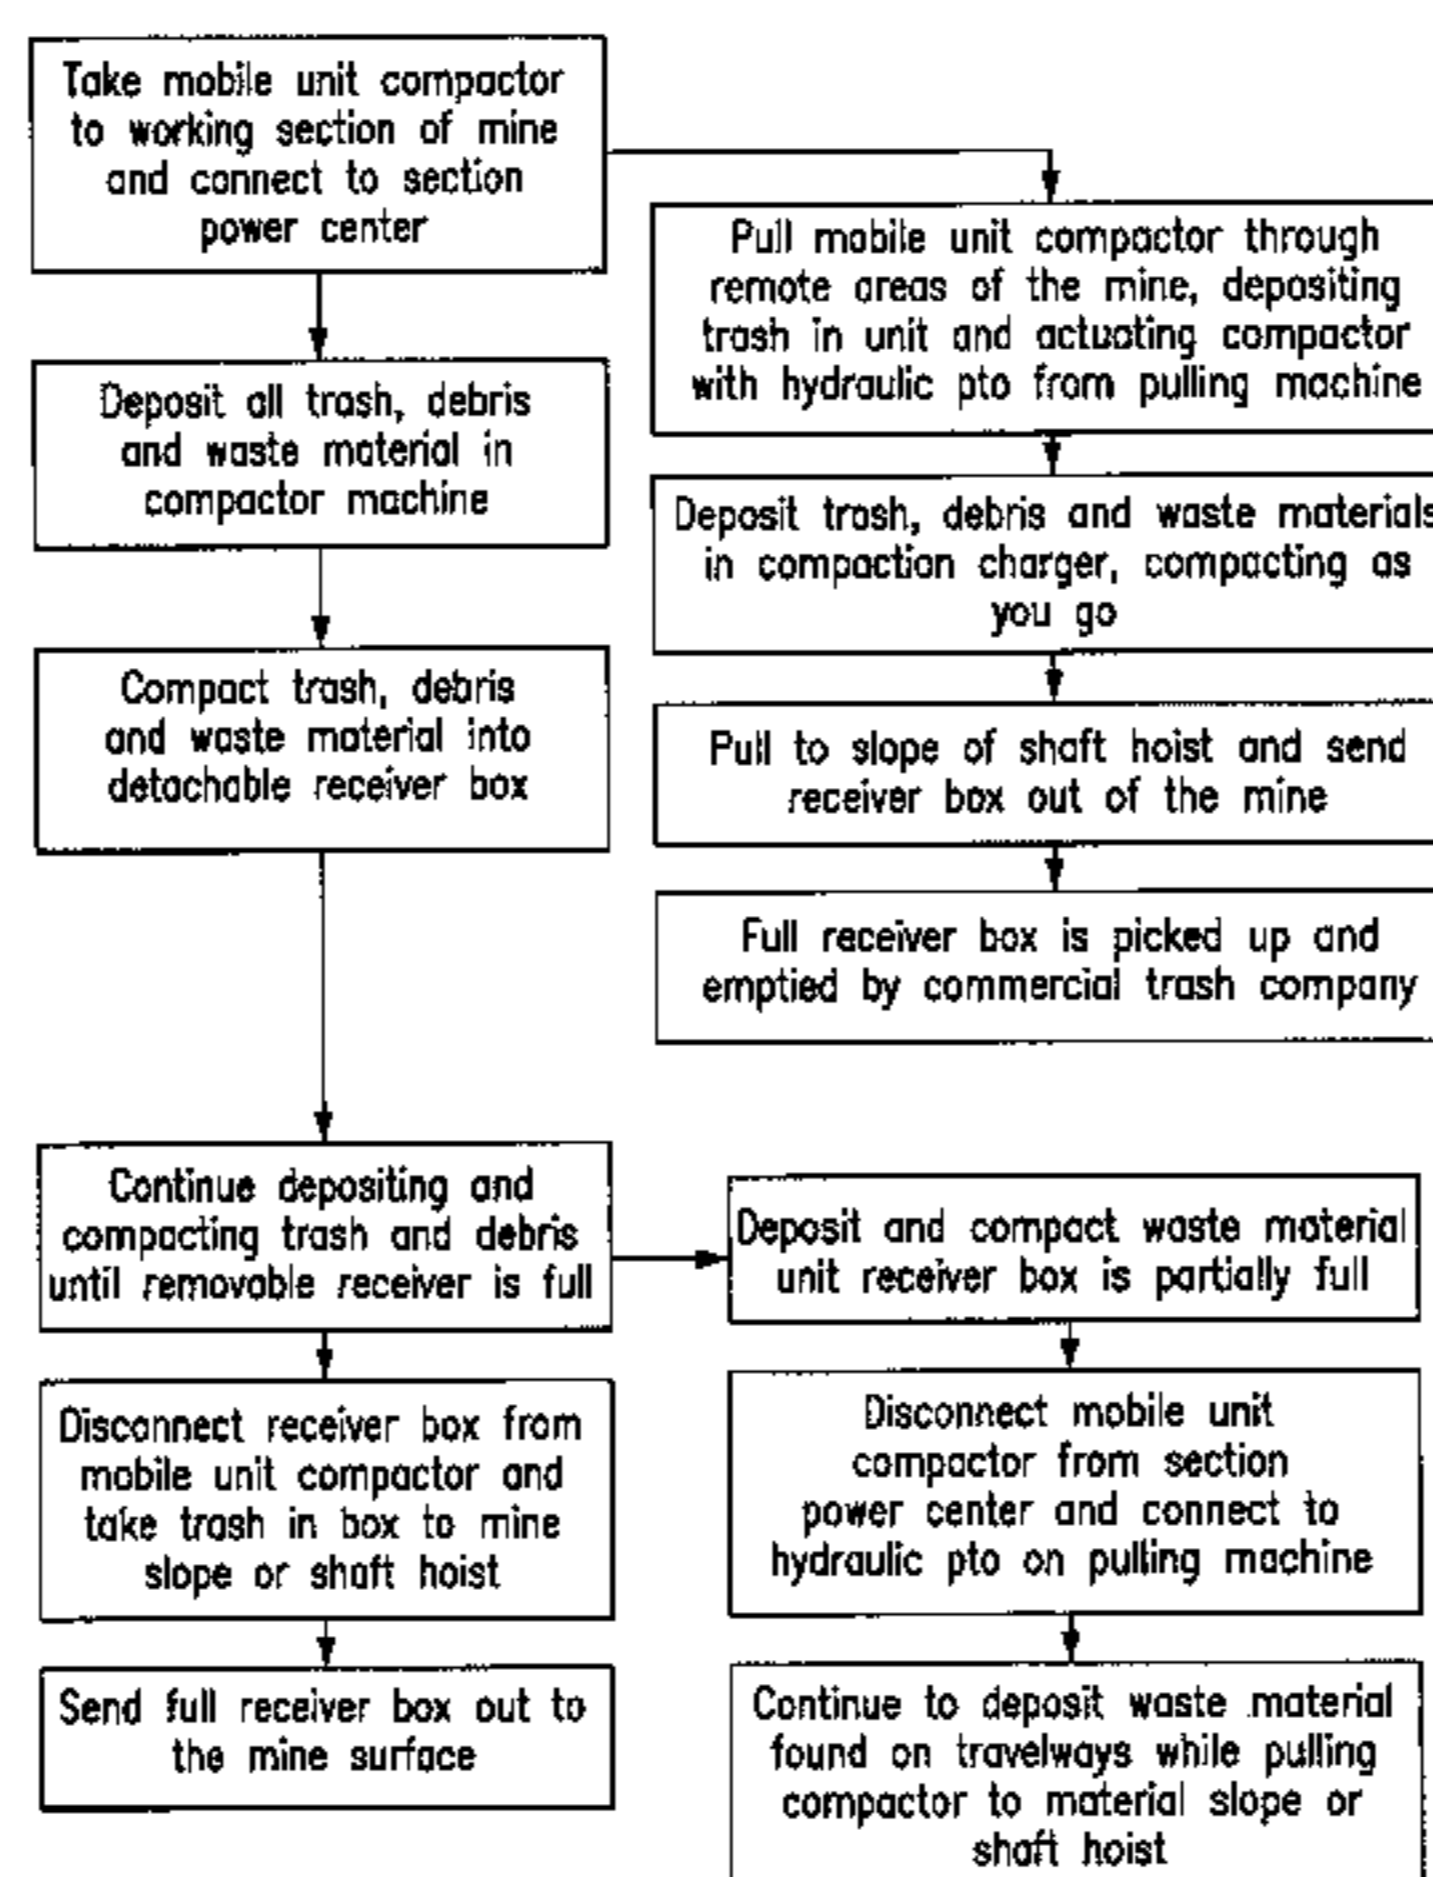 Take mobile unit compactor
to working section of mine
and connect to section
power center
Pull mobile unit compactor through
remote areas of the mine, depositing
trash in unit and actuating compactor
with hydraulic pto from pulling machine
Deposit all trash, debris
and waste material in
compactor machine
Deposit trash, debris and waste materials
in compaction charger, compacting as
you go
Compact trash, debris
and waste material into
detachable receiver box
Pull to slope of shaft hoist and send
receiver box out of the mine
Full receiver box is picked up and
emptied by commercial trash company
Continue depositing and
compacting trash and debris
until removable receiver is full
Deposit and compact waste material
unit receiver box is partially full
Disconnect receiver box from
mobile unit compactor and
take trash in box to mine
slope or shaft hoist
Disconnect mobile unit
compactor from section
power center and connect to
hydraulic pto on pulling machine
Send full receiver box out to
the mine surface
Continue to deposit waste material
found on travelways while pulling
compactor to material slope or
shaft hoist